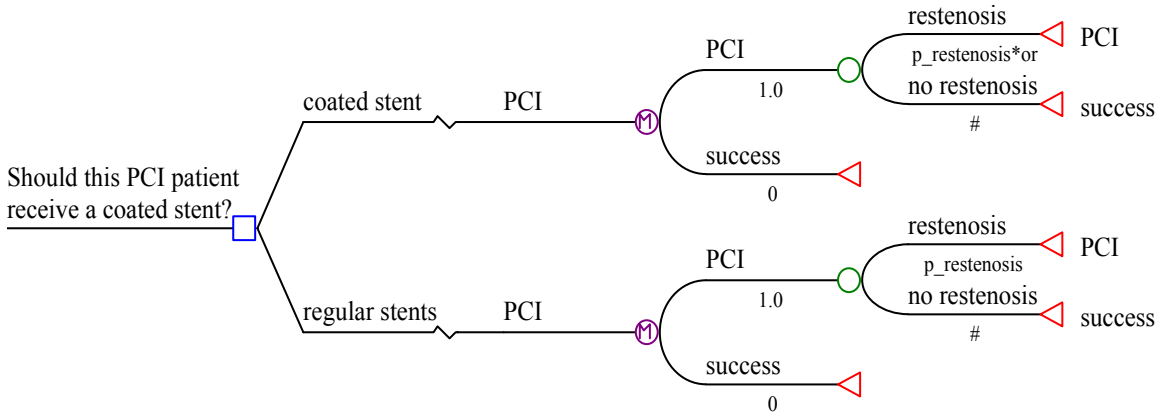 restenosis
PCI
PCI
p_restenosis*or
no restenosis
1.0
success
coated stent
PCI
#
M
success
0
Should this PCI patient
receive a coated stent?
restenosis
PCI
PCI
p_restenosis
no restenosis
1.0
success
regular stents
PCI
#
M
success
0